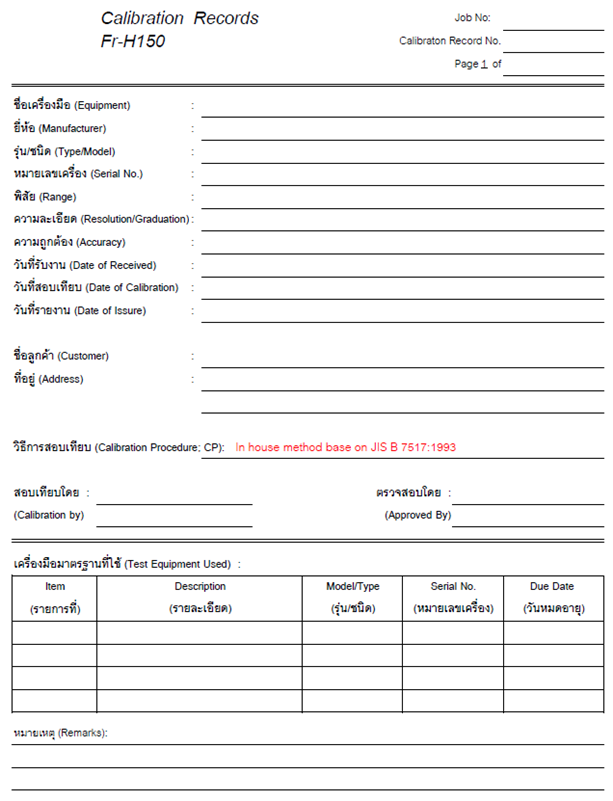 Calibration Records
Fr-H150
Job No:
Calibraton Record No.
Page 1 of
ชื่อเครื่องมือ (Equipment) :
ยี่ห้อ (Manufacturer) :
รุ่น/ชนิด (Type/Model) :
หมายเลขเครื่อง (Serial No.) :
พิสัย (Range) :
ความละเอียด (Resolution/Graduation) :
ความถูกต้อง (Accuracy) :
วันที่รับงาน (Date of Received) :
วันที่สอบเทียบ (Date of Calibration) :
วันที่รายงาน (Date of Issure) :
ชื่อลูกค้า (Customer) :
ที่อยู่ (Address) :
วิธีการสอบเทียบ (Calibration Procedure; CP): In house method base on JIS B 7517:1993
สอบเทียบโดย : ตรวจสอบโดย :
(Calibration by) (Approved By)
เครื่องมือมาตรฐานที่ใช้ (Test Equipment Used) :
Item Description Model/Type Serial No. Due Date
(รายการที่) (รายละเอียด) (รุ่น/ชนิด) (หมายเลขเครื่อง) (วันหมดอายุ)
หมายเหตุ (Remarks):